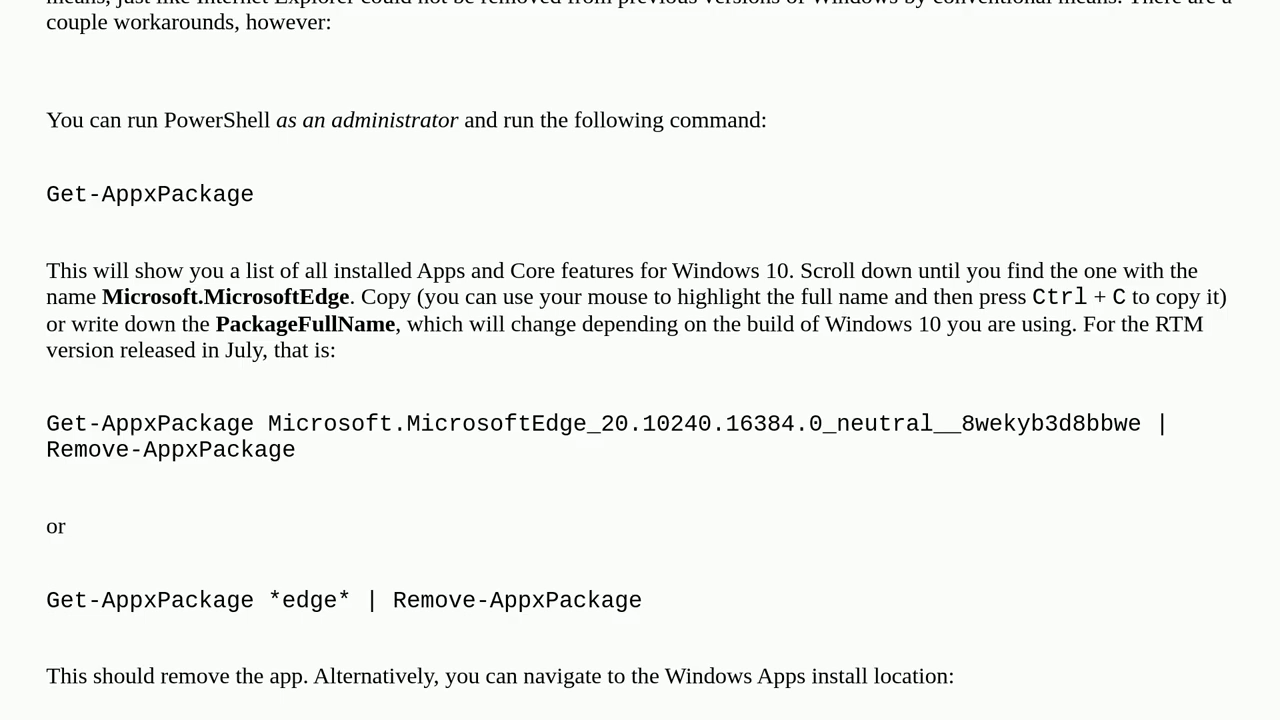 couple workarounds, however:
You can run PowerShell as an administrator and run the following command:
Get-AppxPackage
This will show you a list of all installed Apps and Core features for Windows 10. Scroll down until you find the one with the
name Microsoft.MicrosoftEdge. Copy (you can use your mouse to highlight the full name and then press Ctrl + C to copy it)
or write down the PackageFullName, which will change depending on the build of Windows 10 you are using. For the RTM
version released in July, that is:
Get-AppxPackage Microsoft.MicrosoftEdge_20.10240.16384.0_neutral__8wekyb3d8bbwe |
Remove-AppxPackage
or
Get-AppxPackage *edge* | Remove-AppxPackage
This should remove the app. Alternatively, you can navigate to the Windows Apps install location: